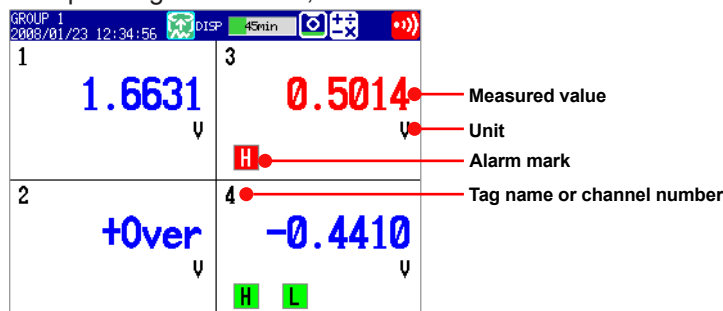 GROUP 1
2008/01/23 12:34:56 DISP 45min
1
1.6631
V
3
0.5014
V
H
2
+Over
V
4
-0.4410
V
H L
Measured value
Unit
Alarm mark
Tag name or channel number